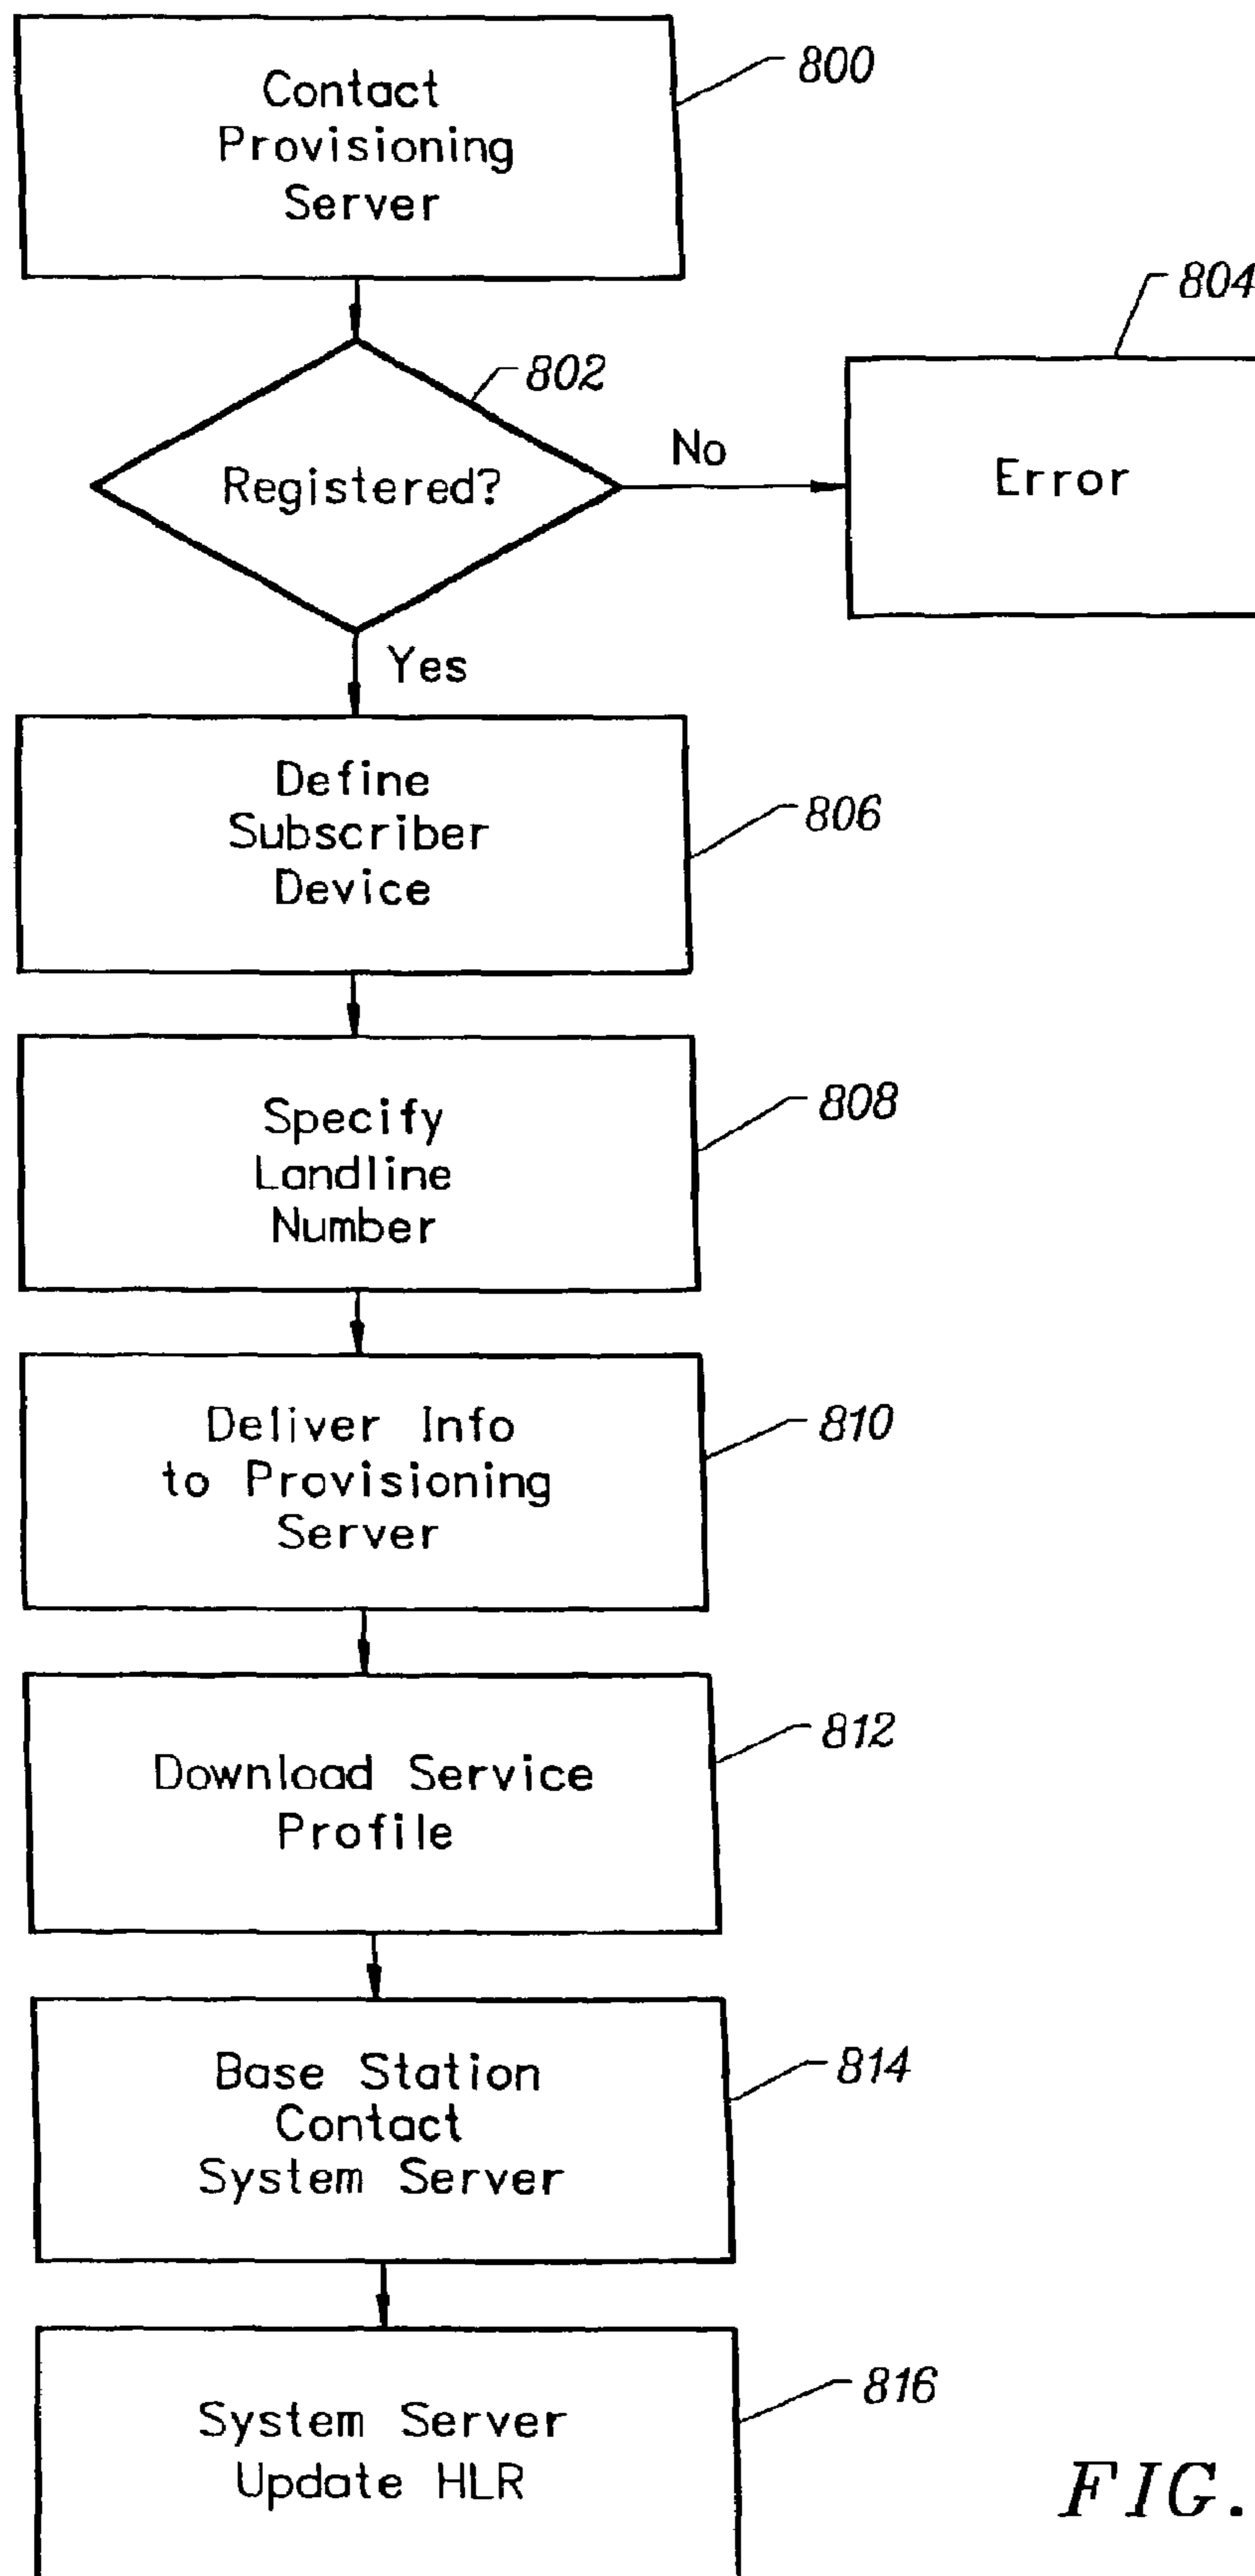 Contact
Provisioning
Server
800
Registered?
802
No
Error
804
Yes
Define
Subscriber
Device
806
Specify
Landline
Number
808
Deliver Info
to Provisioning
Server
810
Download Service
Profile
812
Base Station
Contact
System Server
814
System Server
Update HLR
816
FIG.